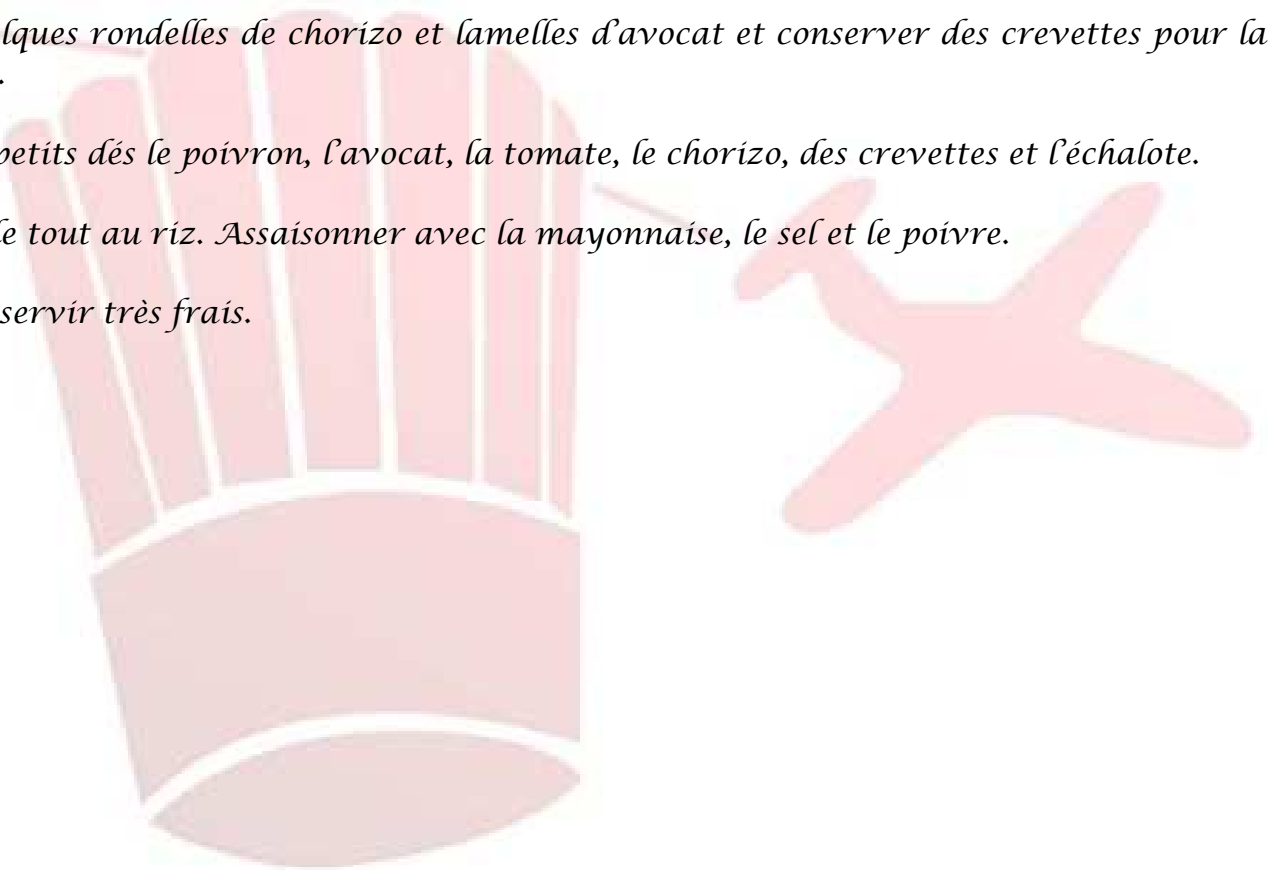 lques rondelles de chorizo et lamelles d'avocat et conserver des crevettes pour la
.
petits dés le poivron, l'avocat, la tomate, le chorizo, des crevettes et l'échalote.
le tout au riz. Assaisonner avec la mayonnaise, le sel et le poivre.
servir très frais.